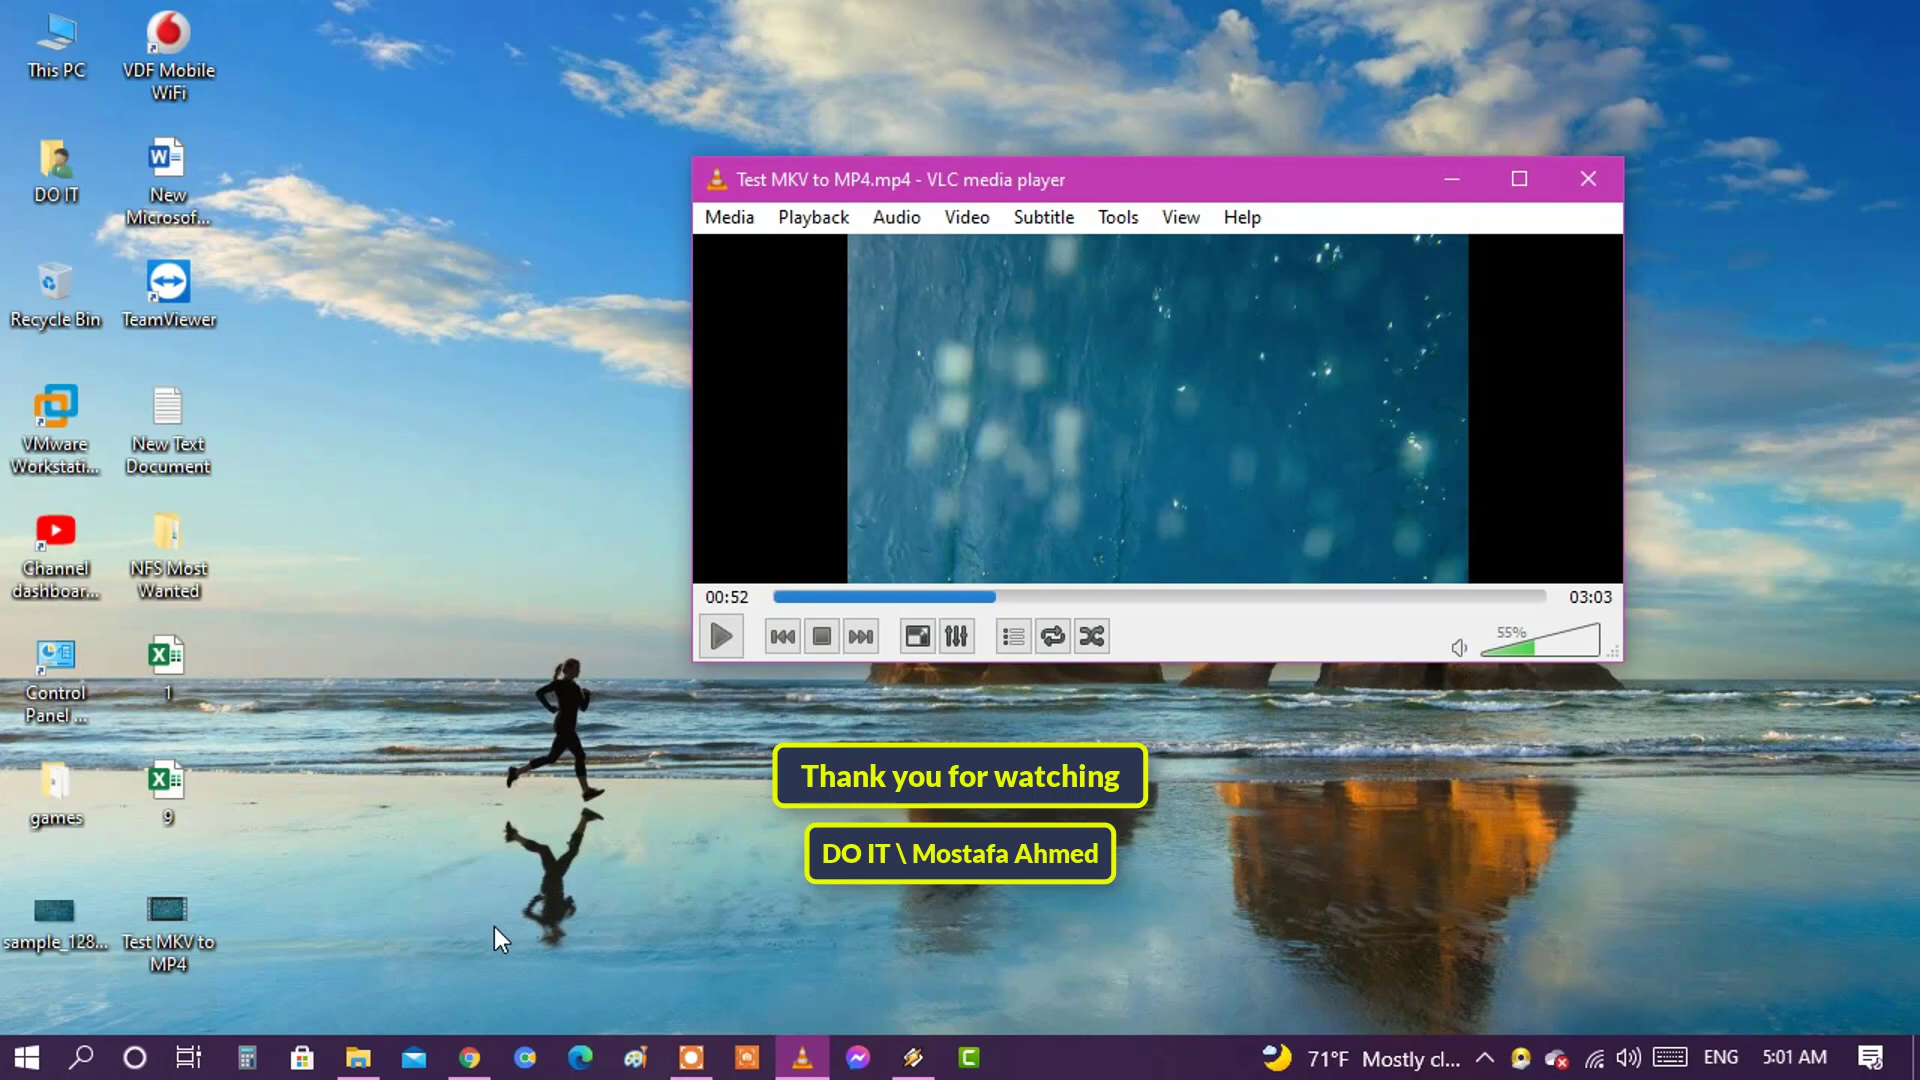 This PC
VDF Mobile
WiFi
DO IT
New
Microsof...
Recycle Bin
TeamViewer
VMware
Workstati...
New Text
Document
Channel
dashboar...
NFS Most
Wanted
Control
Panel ...
1
games
9
sample_128...
Test MKV to
MP4
Test MKV to MP4.mp4 - VLC media player
Media Playback Audio Video Subtitle Tools View Help
00:52
03:03
55%
Thank you for watching
DO IT \ Mostafa Ahmed
71°F Mostly cl...
ENG
5:01 AM